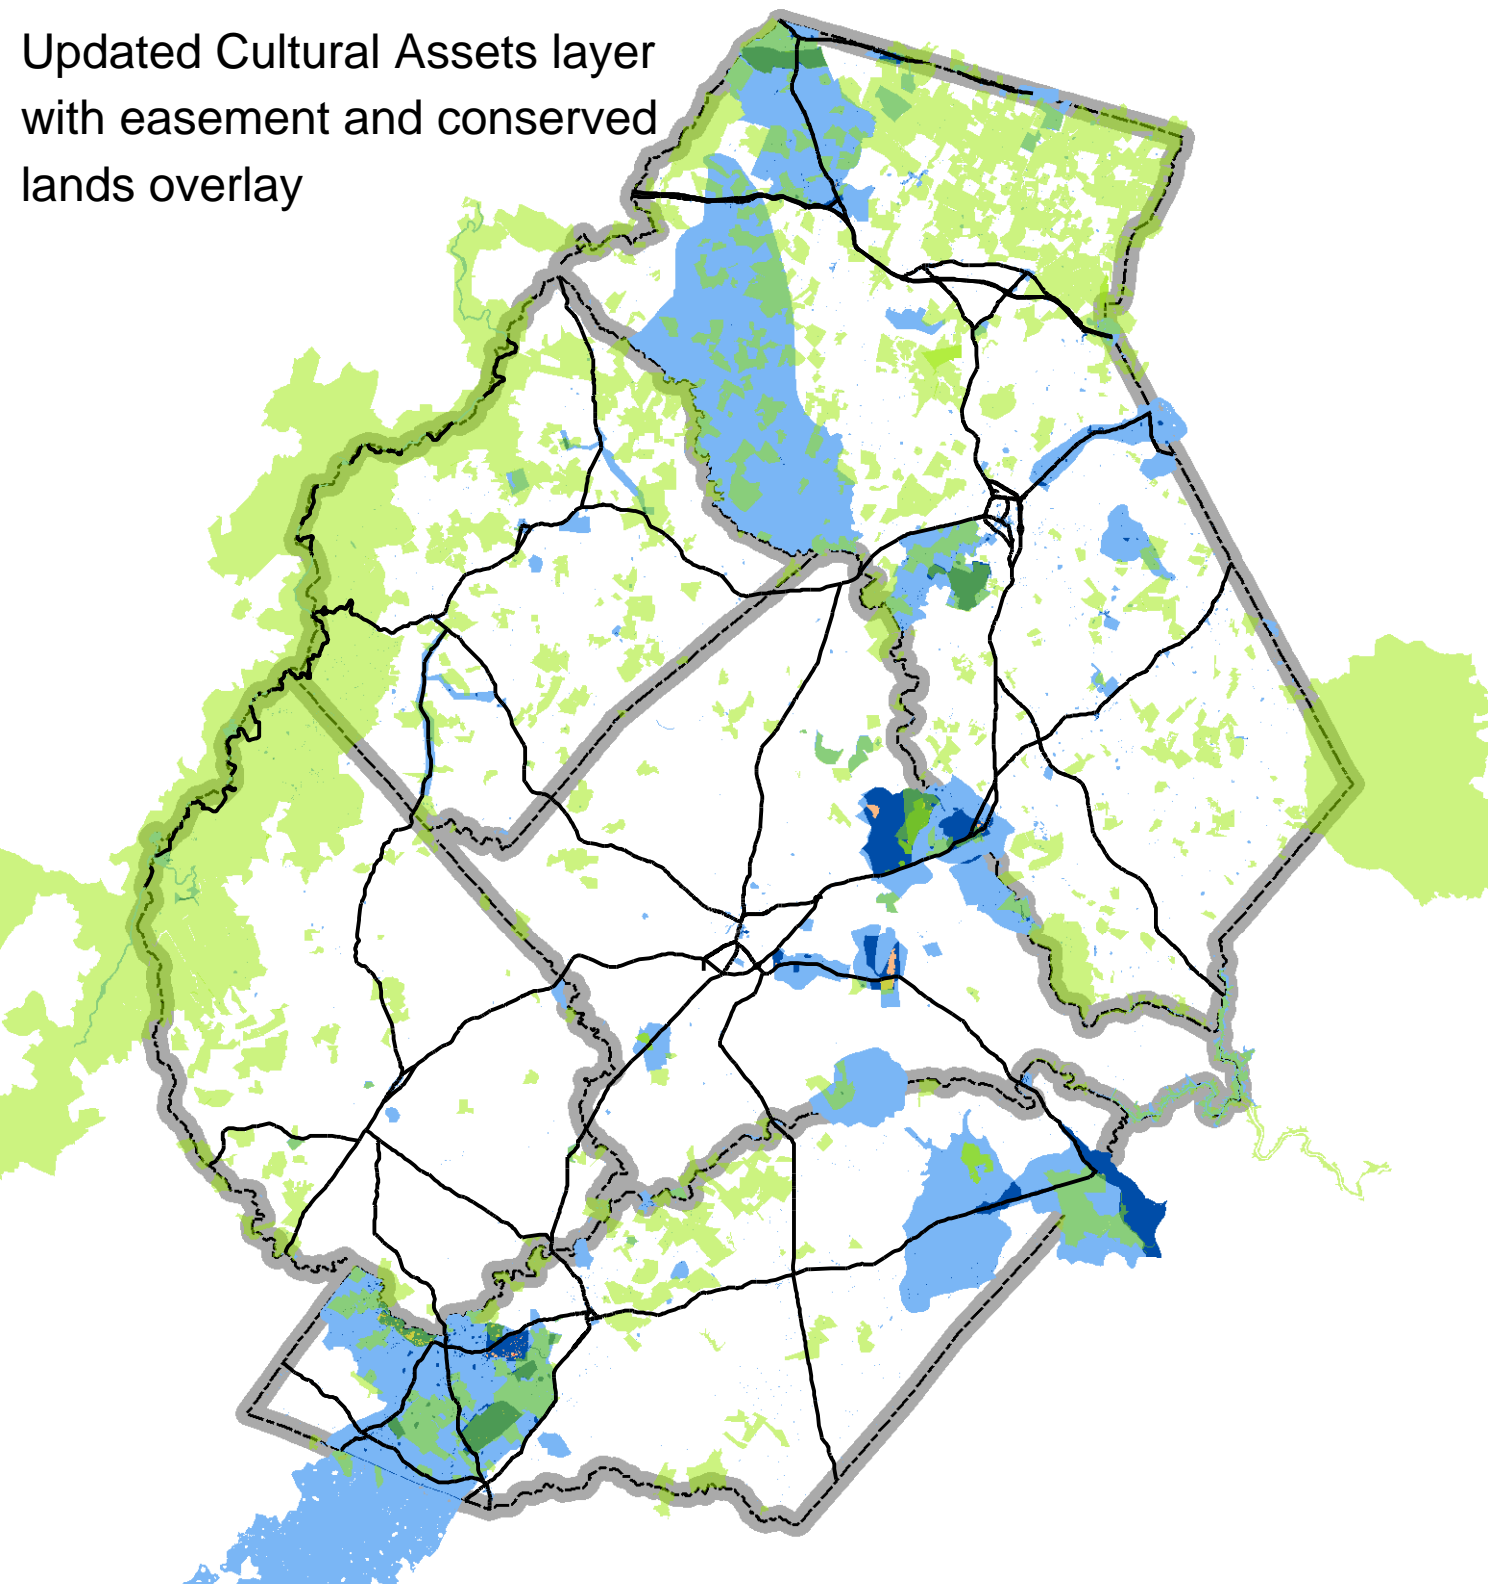 Updated Cultural Assets layer
with easement and conserved
lands overlay